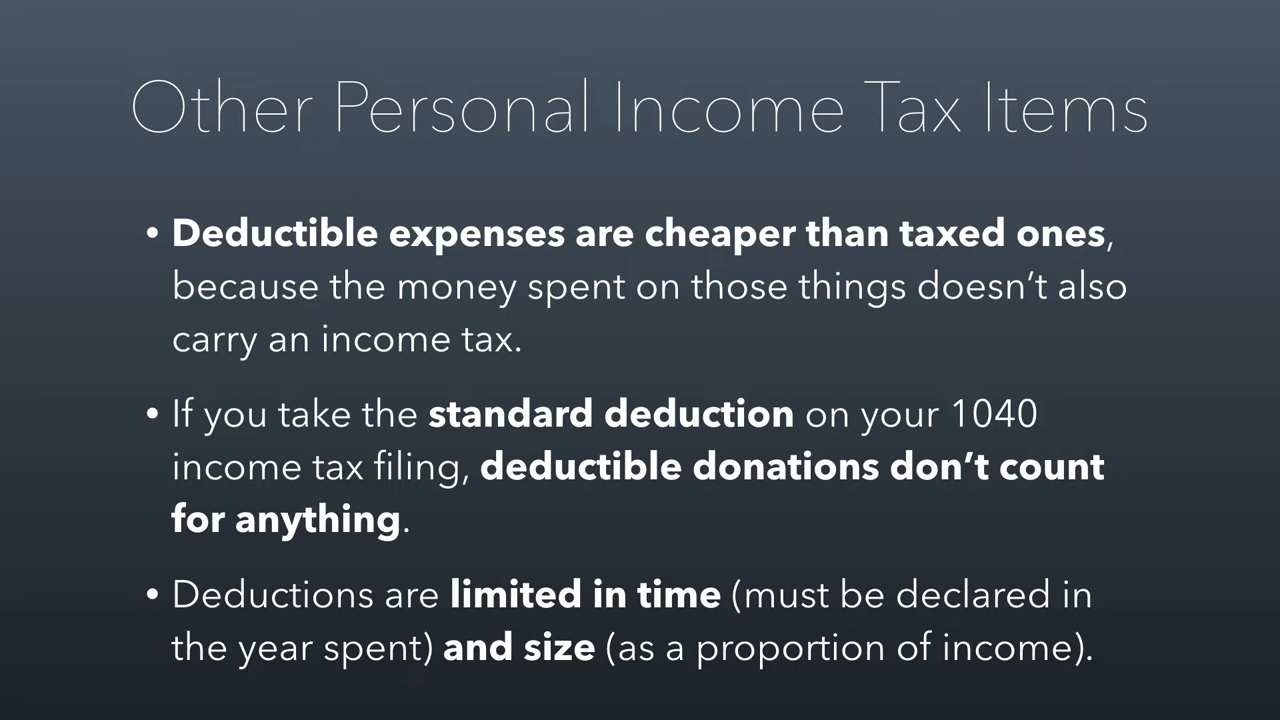 Other Personal Income Tax Items
• Deductible expenses are cheaper than taxed ones,
because the money spent on those things doesn’t also
carry an income tax.
• If you take the standard deduction on your 1040
income tax filing, deductible donations don’t count
for anything.
• Deductions are limited in time (must be declared in
the year spent) and size (as a proportion of income).